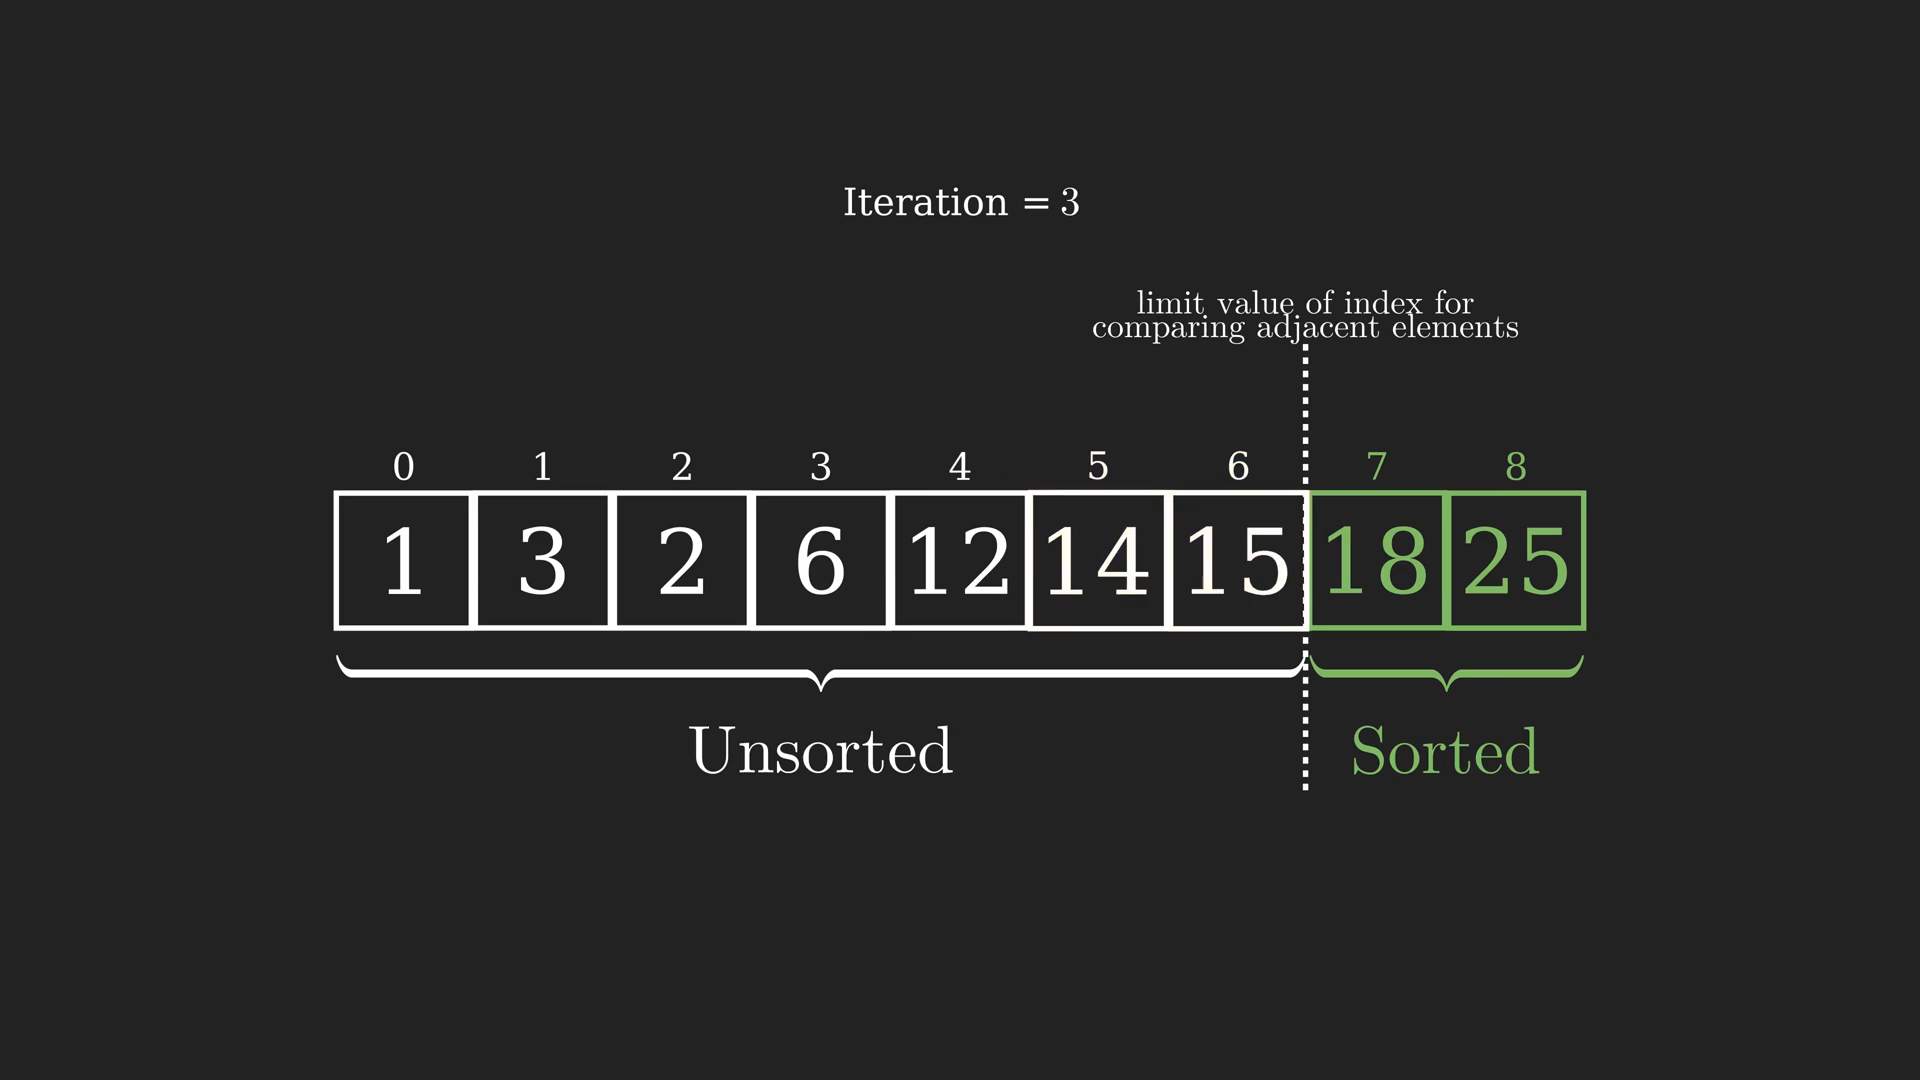 Iteration = 3
limit value of index for
comparing adjacent elements
0 1 2 3 4 5 6 7 8
1 3 2 6 12 14 15 18 25
Unsorted Sorted